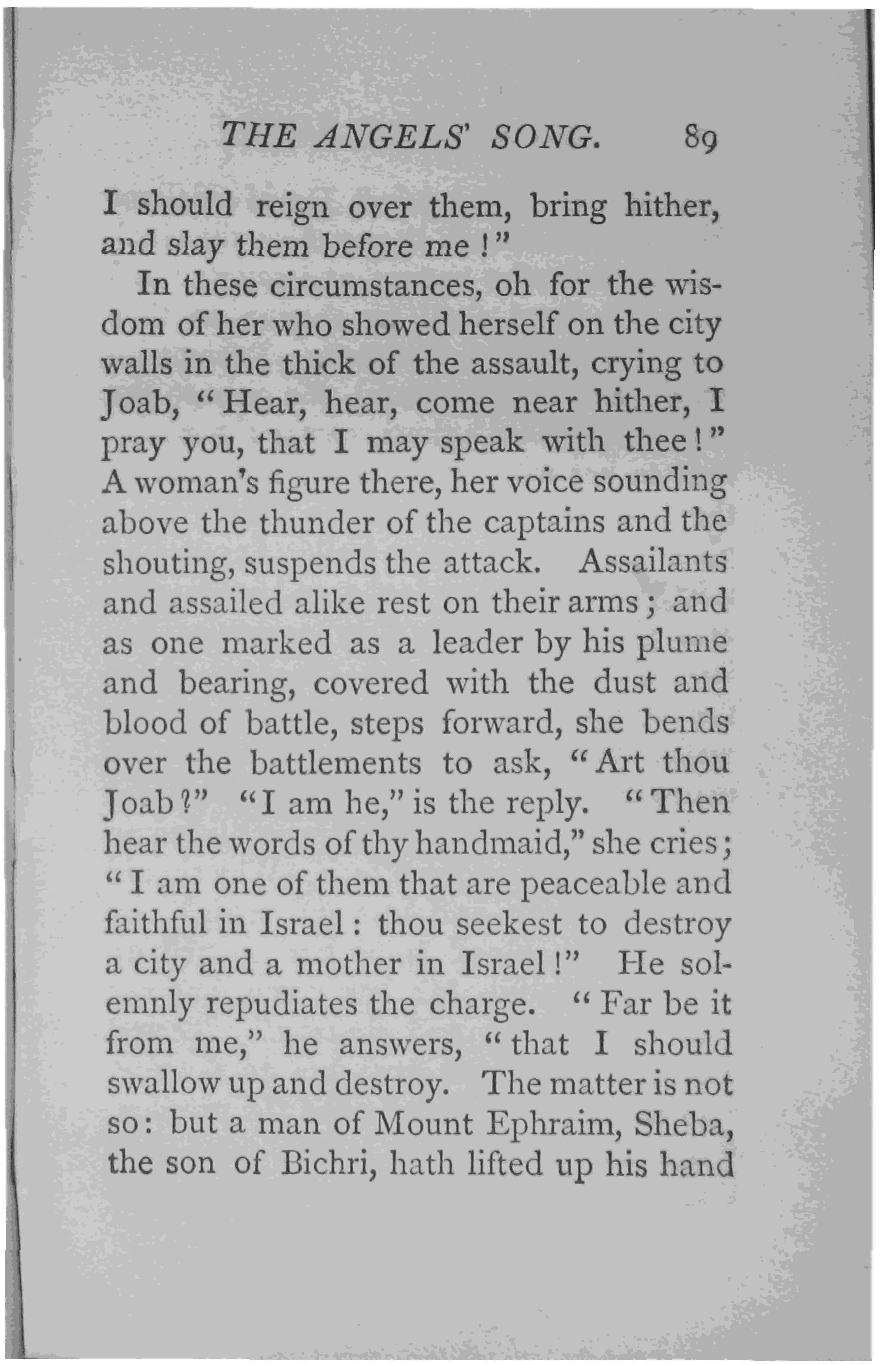 THE ANGELS' SONG. 89
I should reign over them, bring hither,
and slay them before me !"
In these circumstances, oh for the wis-
dom of her who showed herself on the city
walls in the thick of the assault, crying to
Joab, "Hear, hear, come near hither, I
pray you, that I may speak with thee!"
A woman's figure there, her voice sounding
above the thunder of the captains and the
shouting, suspends the attack. Assailants
and assailed alike rest on their arms; and
as one marked as a leader by his plume
and bearing, covered with the dust and
blood of battle, steps forward, she bends
over the battlements to ask, "Art thou
Joab?" "I am he," is the reply. "Then
hear the words of thy handmaid," she cries;
"I am one of them that are peaceable and
faithful in Israel: thou seekest to destroy
a city and a mother in Israel!" He sol-
emnly repudiates the charge. "Far be it
from me," he answers, "that I should
swallow up and destroy. The matter is not
so: but a man of Mount Ephraim, Sheba,
the son of Bichri, hath lifted up his hand